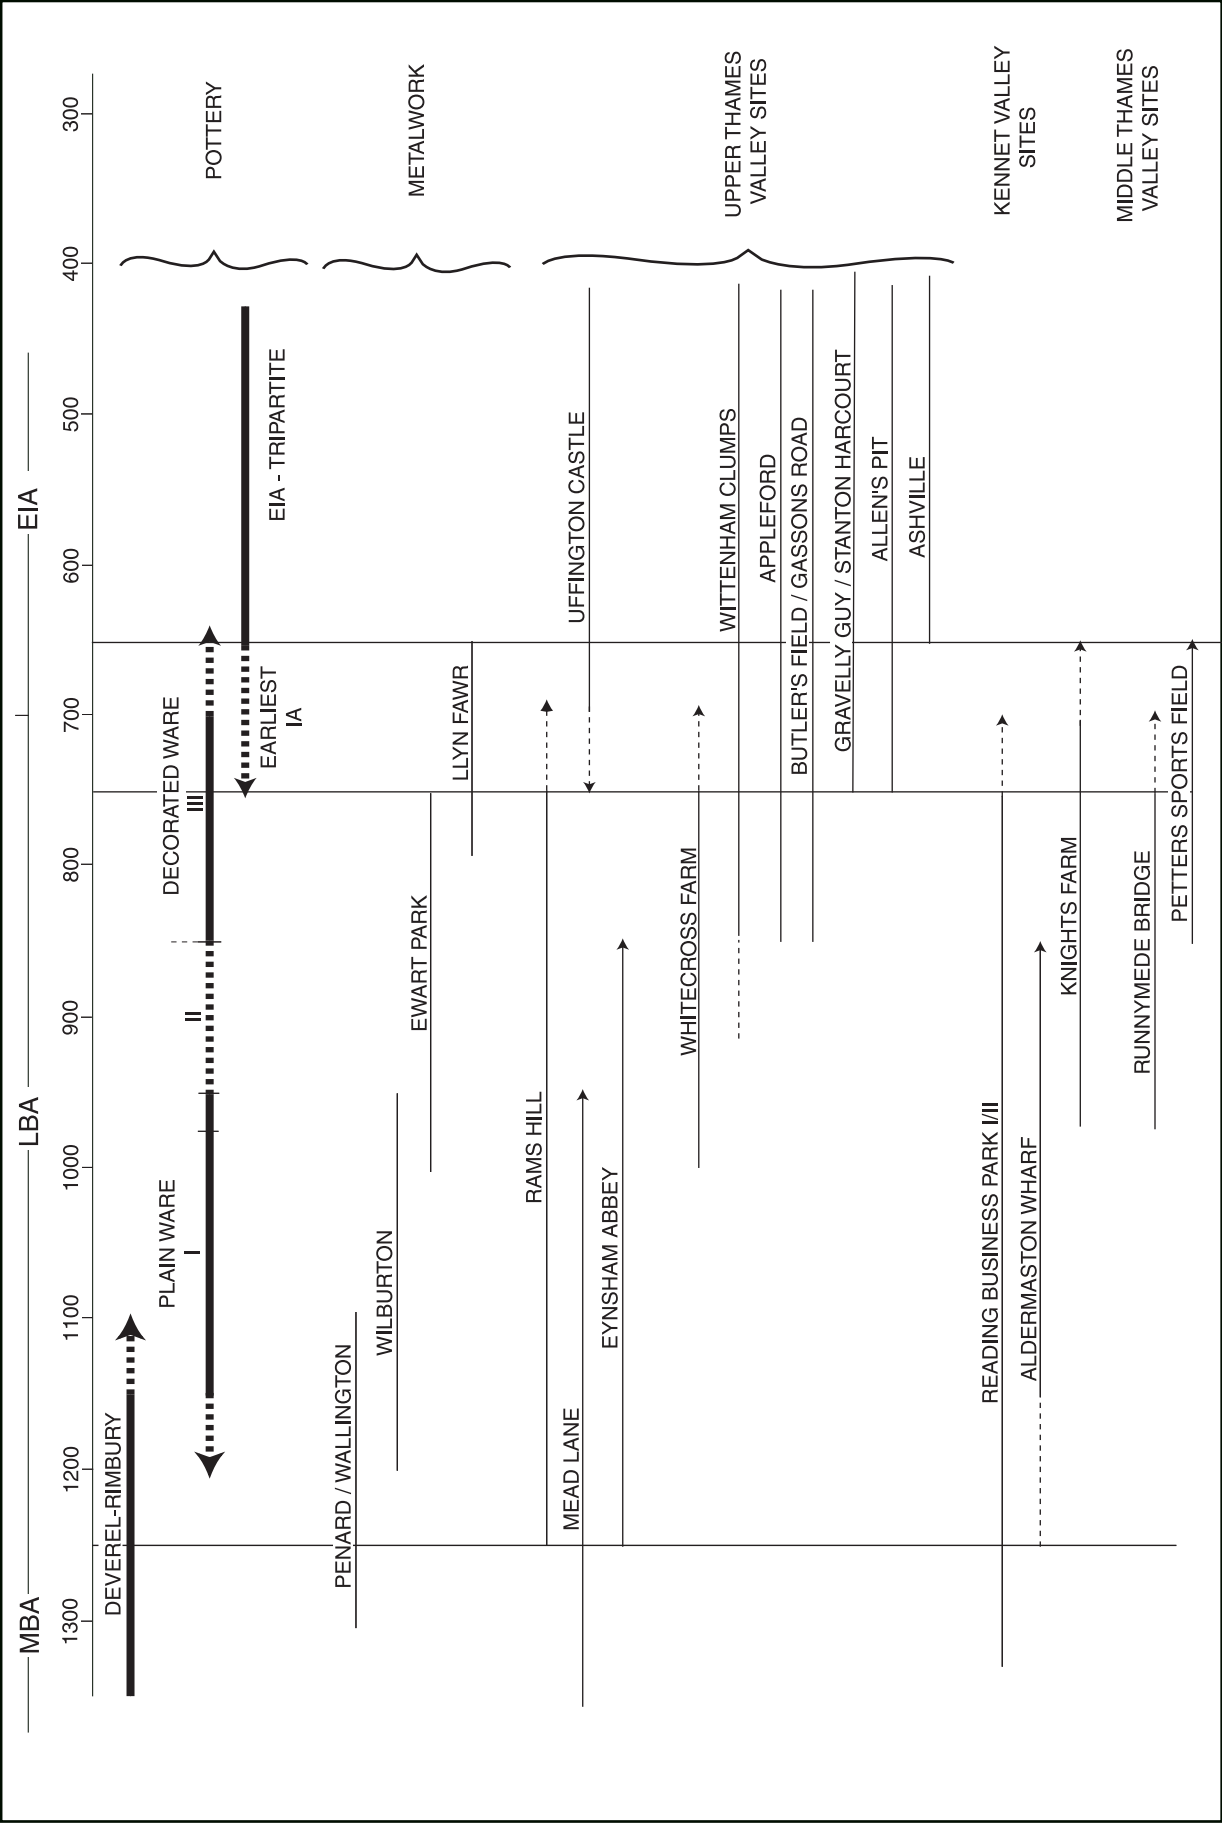 MBA
LBA
EIA
1300
1200
1100
1000
900
800
700
600
500
400
300
DEVEREL-RIMBURY
PLAIN WARE
DECORATED WARE
I
II
III
EARLIEST
IA
EIA - TRIPARTITE
POTTERY
PENARD / WALLINGTON
WILBURTON
EWART PARK
LLYN FAWR
METALWORK
RAMS HILL
MEAD LANE
UFFINGTON CASTLE
EYNSHAM ABBEY
WHITECROSS FARM
WITTENHAM CLUMPS
APPLEFORD
BUTLER'S FIELD / GASSONS ROAD
GRAVELLY GUY / STANTON HARCOURT
ALLEN'S PIT
ASHVILLE
UPPER THAMES
VALLEY SITES
READING BUSINESS PARK I/II
ALDERMASTON WHARF
KNIGHTS FARM
KENNET VALLEY
SITES
RUNNYMEDE BRIDGE
PETTERS SPORTS FIELD
MIDDLE THAMES
VALLEY SITES